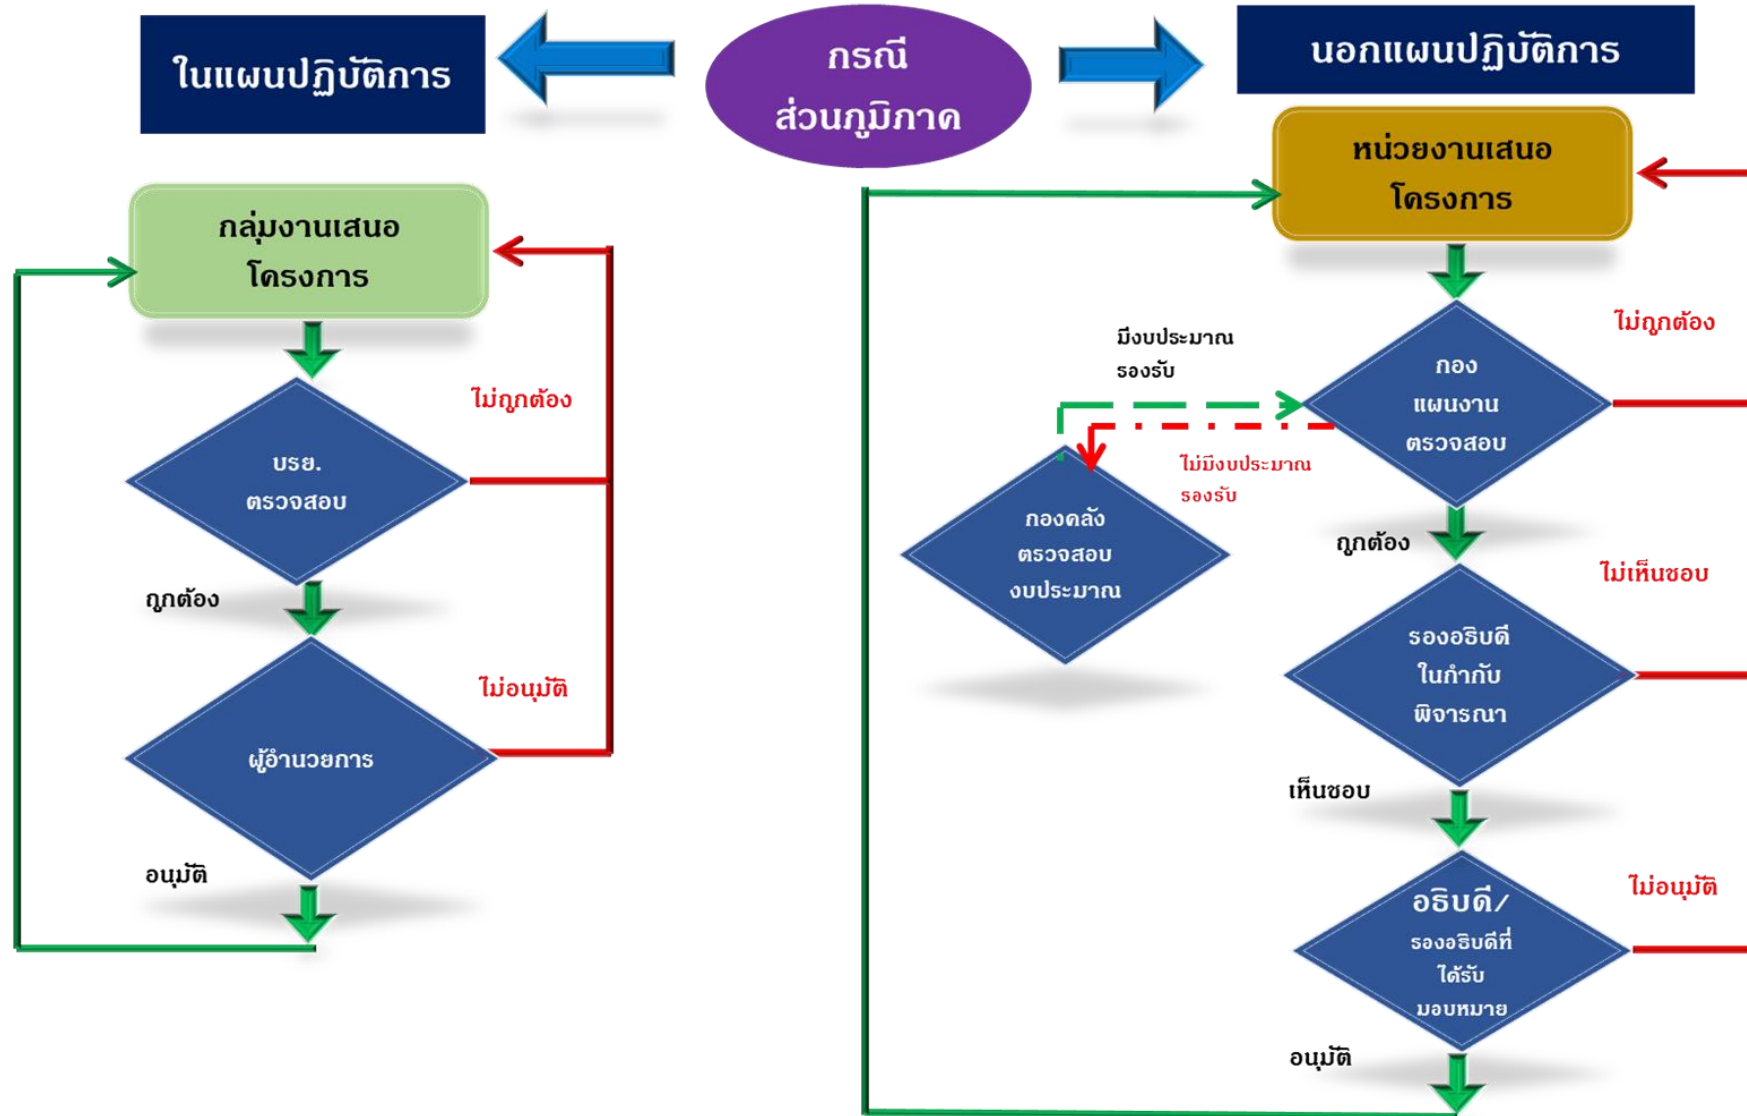 ในแผนปฏิบัติการ
กรณี
ส่วนภูมิภาค
นอกแผนปฏิบัติการ
กลุ่มงานเสนอ
โครงการ
ไม่ถูกต้อง
บรย.
ตรวจสอบ
ถูกต้อง
ไม่อนุมัติ
ผู้อำนวยการ
อนุมัติ
หน่วยงานเสนอ
โครงการ
ไม่ถูกต้อง
มีงบประมาณ
รองรับ
กอง
แผนงาน
ตรวจสอบ
ไม่มีงบประมาณ
รองรับ
กองคลัง
ตรวจสอบ
งบประมาณ
ถูกต้อง
ไม่เห็นชอบ
รองอธิบดี
ในกำกับ
พิจารณา
เห็นชอบ
ไม่อนุมัติ
อธิบดี/
รองอธิบดีที่
ได้รับ
มอบหมาย
อนุมัติ